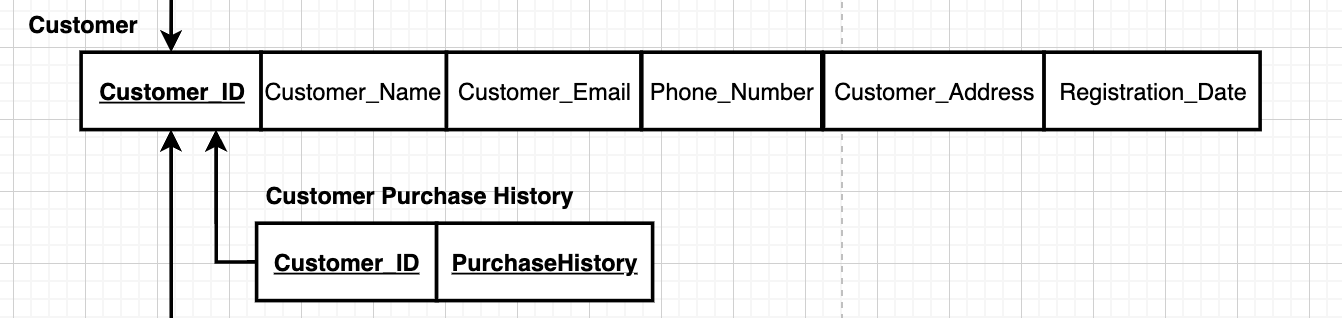 Customer
Customer_ID Customer_Name Customer_Email Phone_Number Customer_Address Registration_Date
Customer Purchase History
Customer_ID PurchaseHistory